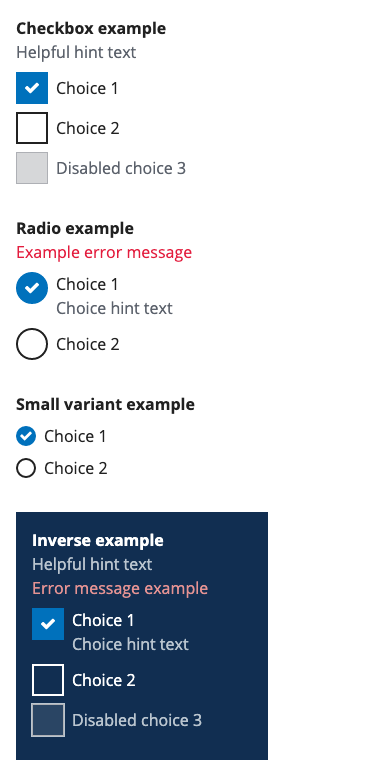 Checkbox example
Helpful hint text
Choice 1
Choice 2
Disabled choice 3
Radio example
Example error message
Choice 1
Choice hint text
Choice 2
Small variant example
Choice 1
Choice 2
Inverse example
Helpful hint text
Error message example
Choice 1
Choice hint text
Choice 2
Disabled choice 3